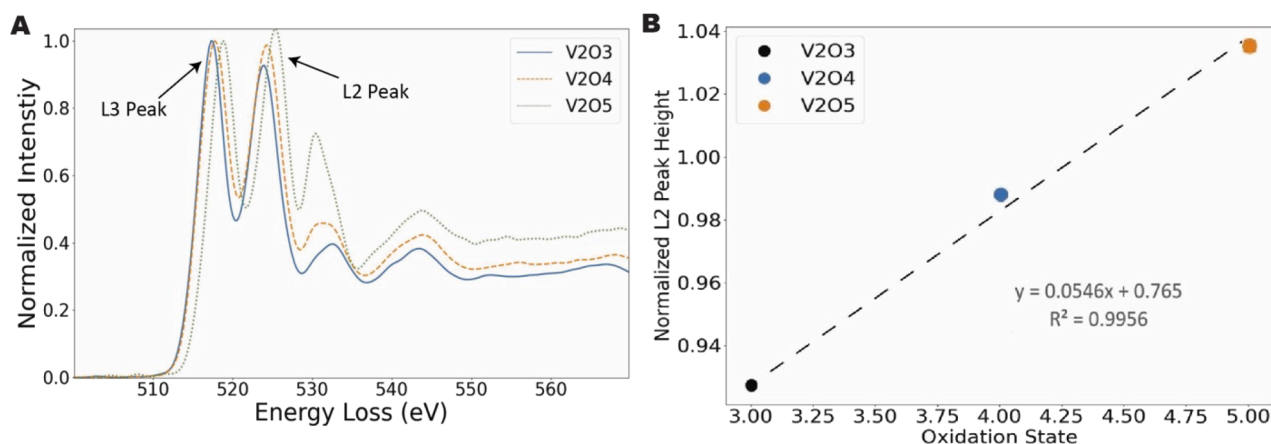 A
Normalized Intenstiy
1.0
0.8
0.6
0.4
0.2
0.0
L3 Peak
L2 Peak
V2O3
V2O4
V2O5
510
520
530
540
550
560
Energy Loss (eV)
B
Normalized L2 Peak Height
1.04
1.02
1.00
0.98
0.96
0.94
V2O3
V2O4
V2O5
y = 0.0546x + 0.765
R² = 0.9956
3.00
3.25
3.50
3.75
4.00
4.25
4.50
4.75
5.00
Oxidation State